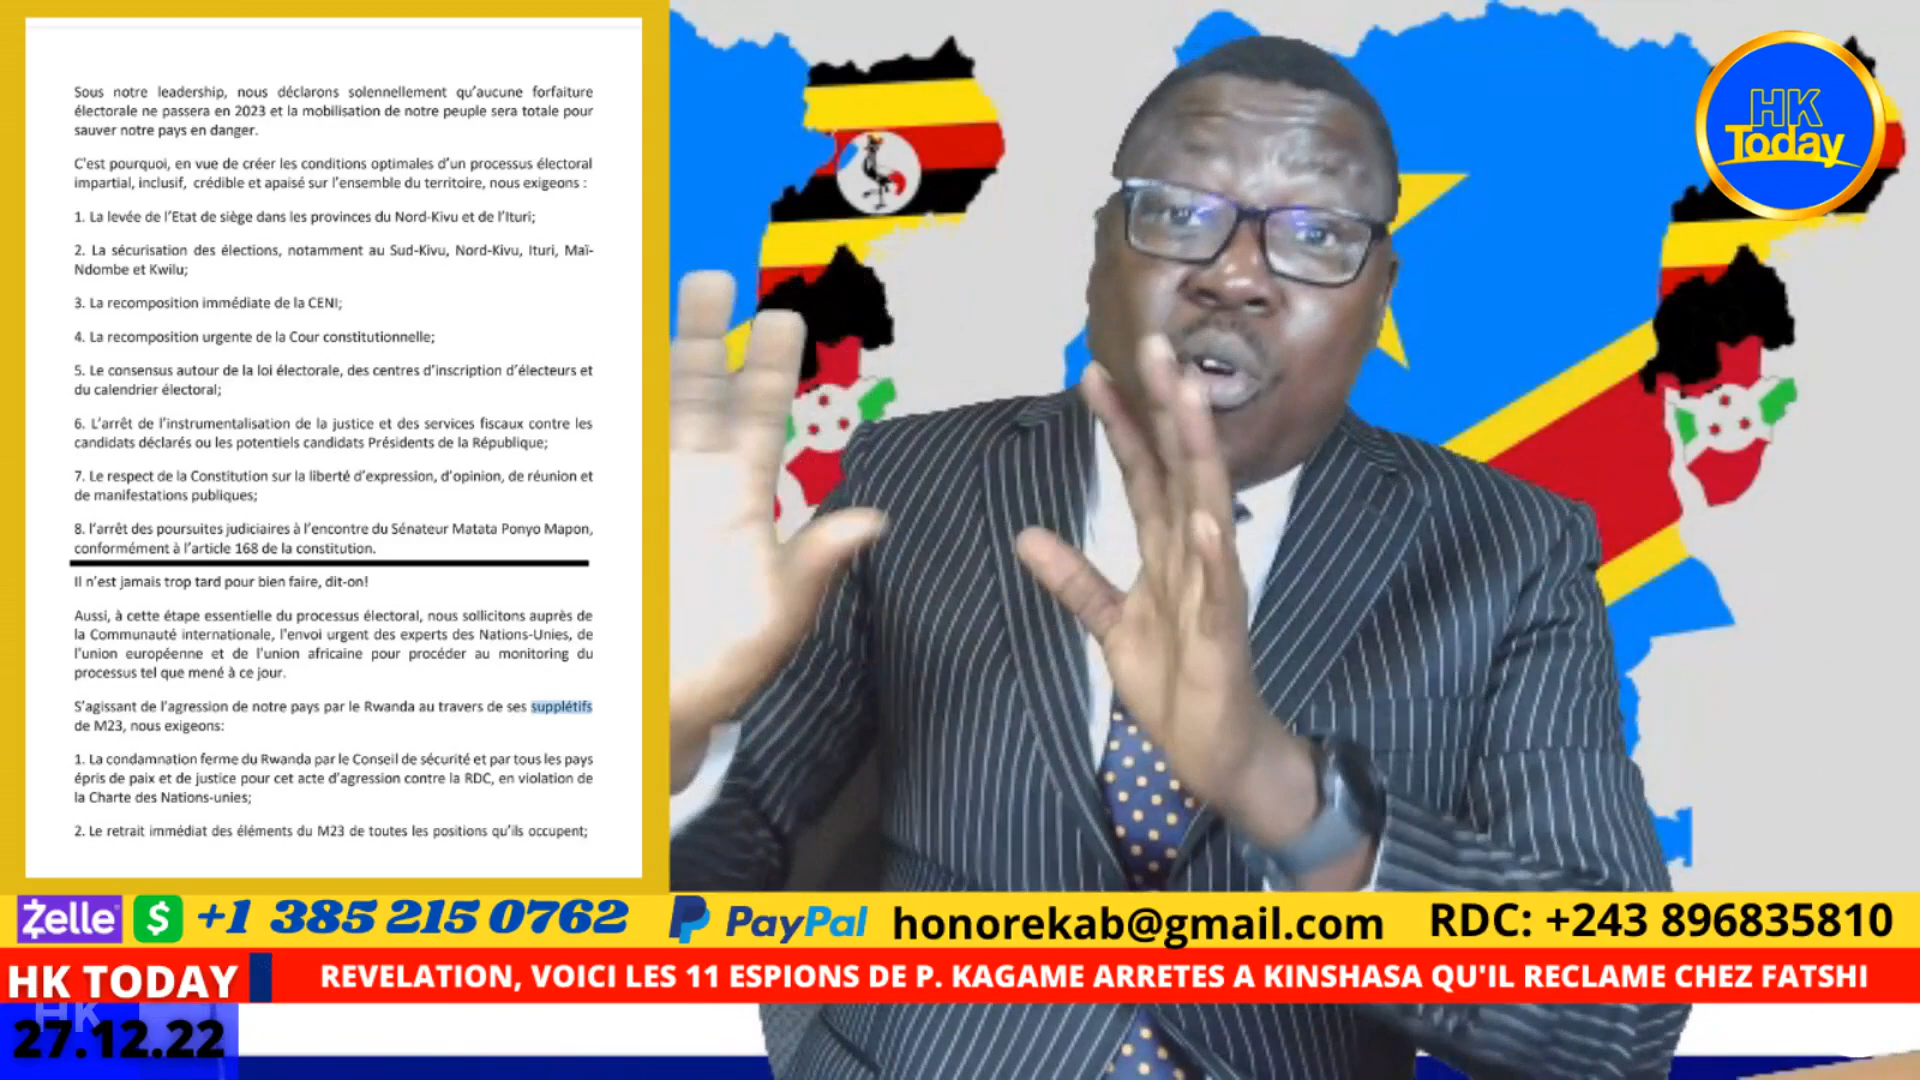 Sous notre leadership, nous déclarons solennellement qu'aucune forfaiture
électorale ne passera en 2023 et la mobilisation de notre peuple sera totale pour
sauver notre pays en danger.
C'est pourquoi, en vue de créer les conditions optimales d'un processus électoral
impartial, inclusif, crédible et apaisé sur l'ensemble du territoire, nous exigeons :
1. La levée de l'Etat de siège dans les provinces du Nord-Kivu et de l'Ituri;
2. La sécurisation des élections, notamment au Sud-Kivu, Nord-Kivu, Ituri, Maï-
Ndombe et Kwilu;
3. La recomposition immédiate de la CENI;
4. La recomposition urgente de la Cour constitutionnelle;
5. Le consensus autour de la loi électorale, des centres d'inscription d'électeurs et
du calendrier électoral;
6. L'arrêt de l'instrumentalisation de la justice et des services fiscaux contre les
candidats déclarés ou les potentiels candidats Présidents de la République;
7. Le respect de la Constitution sur la liberté d'expression, d'opinion, de réunion et
de manifestations publiques;
8. l'arrêt des poursuites judiciaires à l'encontre du Sénateur Matata Ponyo Mapon,
conformément à l'article 168 de la constitution.
Il n'est jamais trop tard pour bien faire, dit-on!
Aussi, à cette étape essentielle du processus électoral, nous sollicitons auprès de
la Communauté internationale, l'envoi urgent des experts des Nations-Unies, de
l'union européenne et de l'union africaine pour procéder au monitoring du
processus tel que mené à ce jour.
S'agissant de l'agression de notre pays par le Rwanda au travers de ses supplétifs
de M23, nous exigeons:
1. La condamnation ferme du Rwanda par le Conseil de sécurité et par tous les pays
épris de paix et de justice pour cet acte d'agression contre la RDC, en violation de
la Charte des Nations-unies;
2. Le retrait immédiat des éléments du M23 de toutes les positions qu'ils occupent;
HK
Today
Zelle $ +1 385 215 0762 PayPal honorekab@gmail.com RDC: +243 896835810
HK TODAY REVELATION, VOICI LES 11 ESPIONS DE P. KAGAME ARRETES A KINSHASA QU'IL RECLAME CHEZ FATSHI
HK
27.12.22